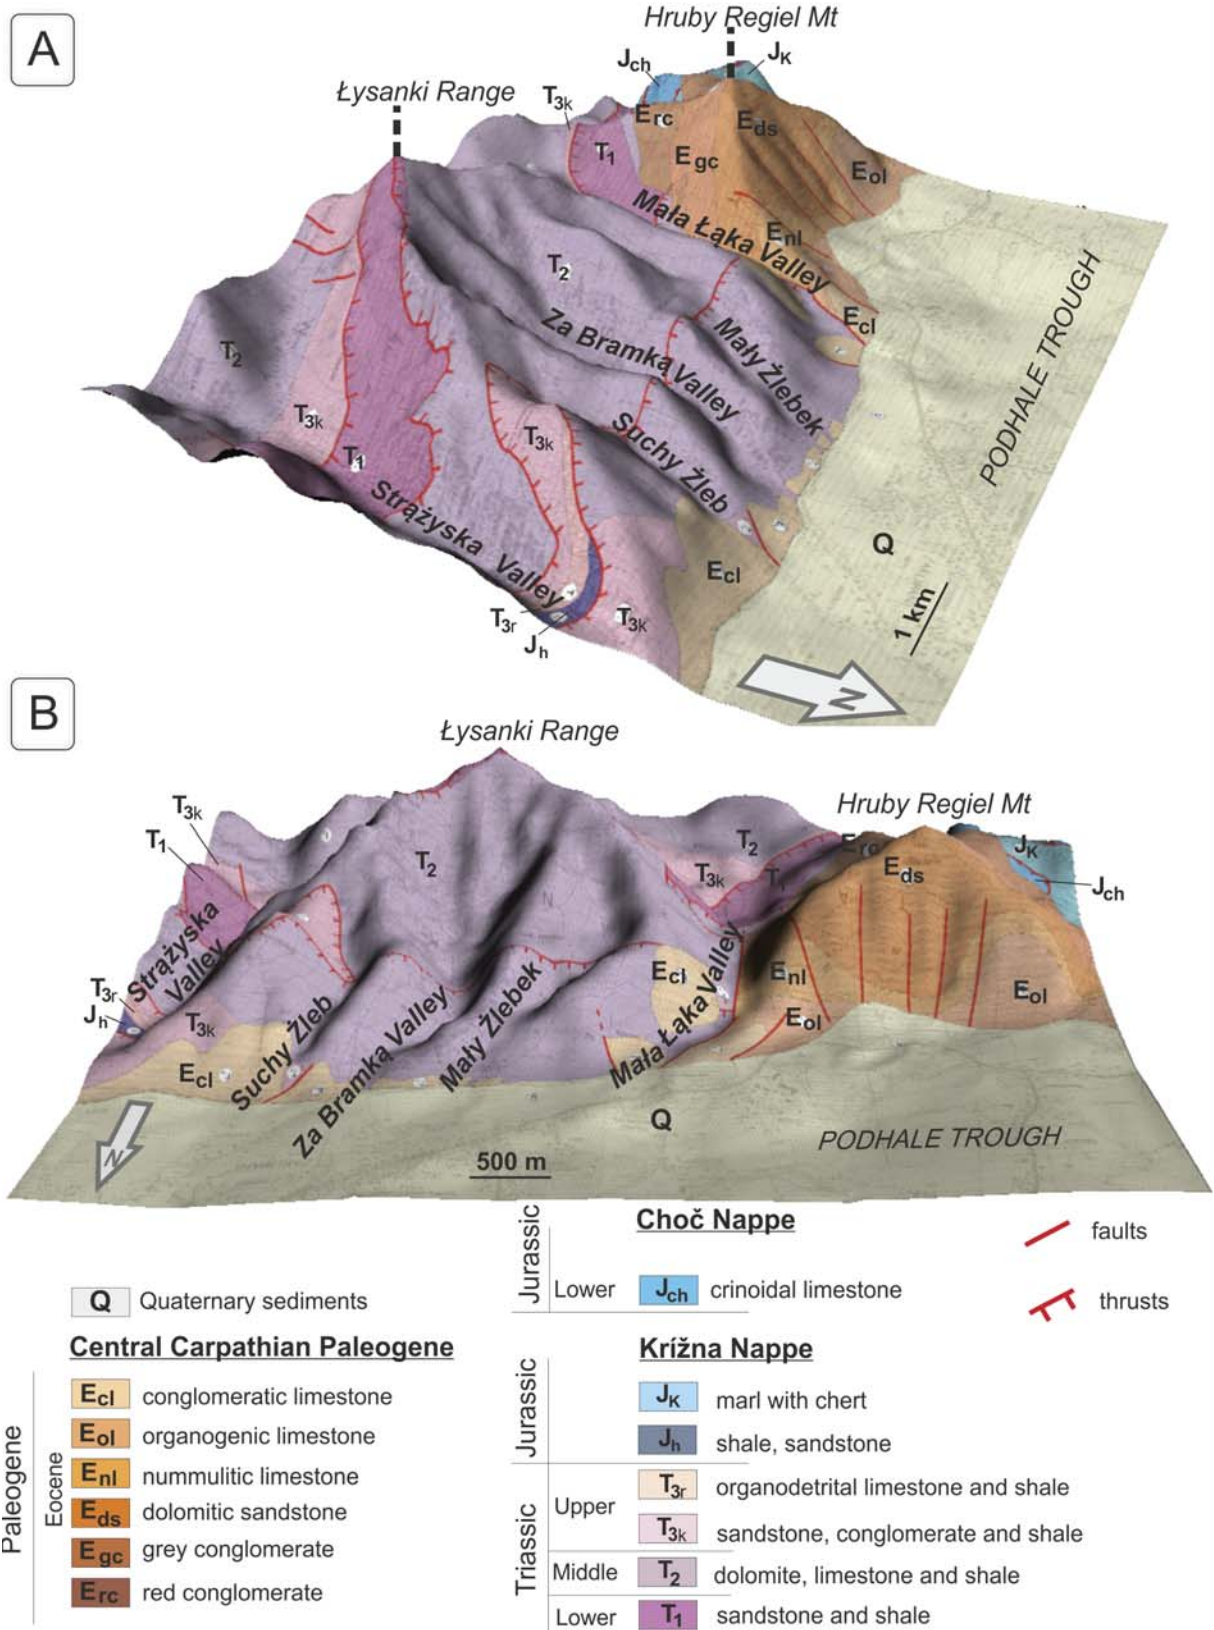 A
Hruby Regiel Mt
Łysanki Range
Jch
JK
T3k
Erc
Eds
T1
Egc
Eol
Mała Łąka Valley
Enl
T2
Ecl
Za Bramką Valley
Mały Żlebek
PODHALE TROUGH
T2
T3k
T3k
Suchy Żleb
T1
Strążyska Valley
Q
Ecl
T3r
T3k
Jh
1 km
N
B
Łysanki Range
Hruby Regiel Mt
T3k
T1
T2
T2
Erc
JK
T3k
T1
Eds
Jch
Strążyska
Valley
Ecl
Mała Łąka Valley
Enl
T3r
Jh
T3k
Suchy Żleb
Za Bramką Valley
Mały Żlebek
Eol
Eol
Ecl
N
Q
500 m
PODHALE TROUGH
Q Quaternary sediments
Central Carpathian Paleogene
Paleogene
Eocene
Ecl conglomeratic limestone
Eol organogenic limestone
Enl nummulitic limestone
Eds dolomitic sandstone
Egc grey conglomerate
Erc red conglomerate
Choč Nappe
Jurassic
Lower Jch crinoidal limestone
Krížna Nappe
Jurassic
JK marl with chert
Jh shale, sandstone
Triassic
Upper
T3r organodetrital limestone and shale
T3k sandstone, conglomerate and shale
Middle T2 dolomite, limestone and shale
Lower T1 sandstone and shale
faults
thrusts